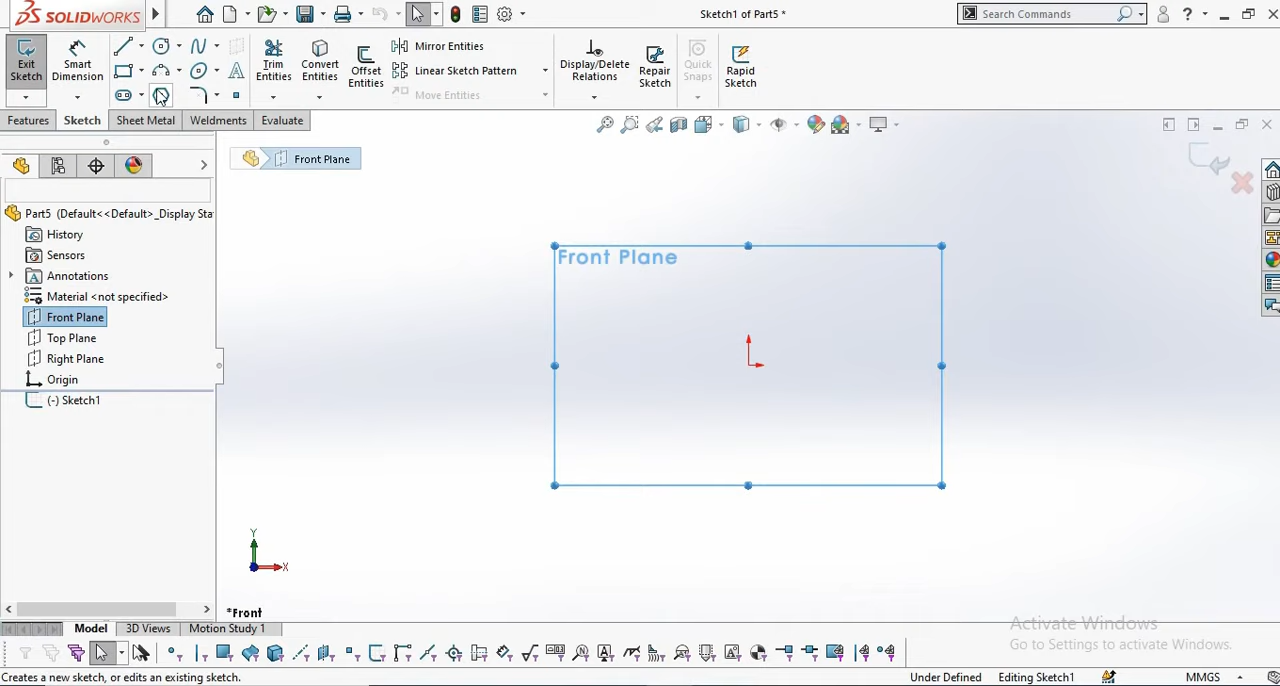 SOLIDWORKS
Sketch1 of Part5 *
Search Commands
?
Exit Sketch
Smart Dimension
Trim Entities
Convert Entities
Offset Entities
Mirror Entities
Linear Sketch Pattern
Move Entities
Display/Delete Relations
Repair Sketch
Quick Snaps
Rapid Sketch
Features
Sketch
Sheet Metal
Weldments
Evaluate
Front Plane
Part5 (Default<<Default>_Display Sta
History
Sensors
Annotations
Material <not specified>
Front Plane
Top Plane
Right Plane
Origin
(-) Sketch1
Front Plane
Y
X
*Front
Activate Windows
Go to Settings to activate Windows.
Model
3D Views
Motion Study 1
Creates a new sketch, or edits an existing sketch.
Under Defined
Editing Sketch1
MMGS